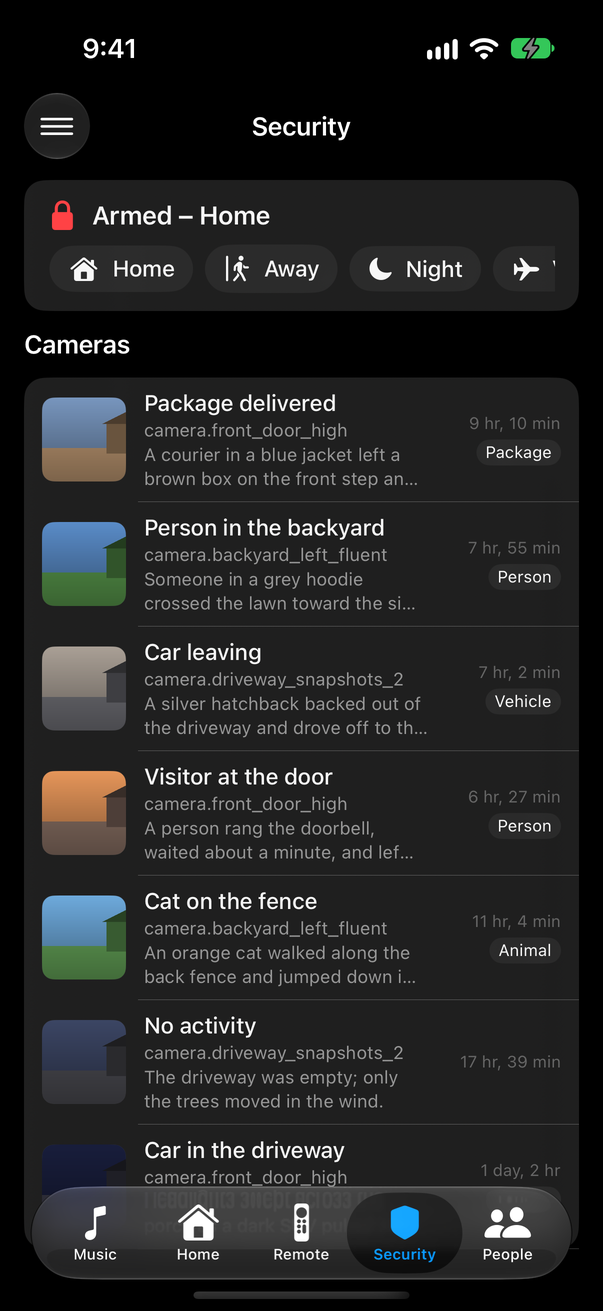 9:41
Security
Armed – Home
Home
Away
Night
Cameras
Package delivered
camera.front_door_high
A courier in a blue jacket left a
brown box on the front step an...
9 hr, 10 min
Package
Person in the backyard
camera.backyard_left_fluent
Someone in a grey hoodie
crossed the lawn toward the si...
7 hr, 55 min
Person
Car leaving
camera.driveway_snapshots_2
A silver hatchback backed out of
the driveway and drove off to th...
7 hr, 2 min
Vehicle
Visitor at the door
camera.front_door_high
A person rang the doorbell,
waited about a minute, and lef...
6 hr, 27 min
Person
Cat on the fence
camera.backyard_left_fluent
An orange cat walked along the
back fence and jumped down i...
11 hr, 4 min
Animal
No activity
camera.driveway_snapshots_2
The driveway was empty; only
the trees moved in the wind.
17 hr, 39 min
Car in the driveway
camera.front_door_high
1 day, 2 hr
Music
Home
Remote
Security
People